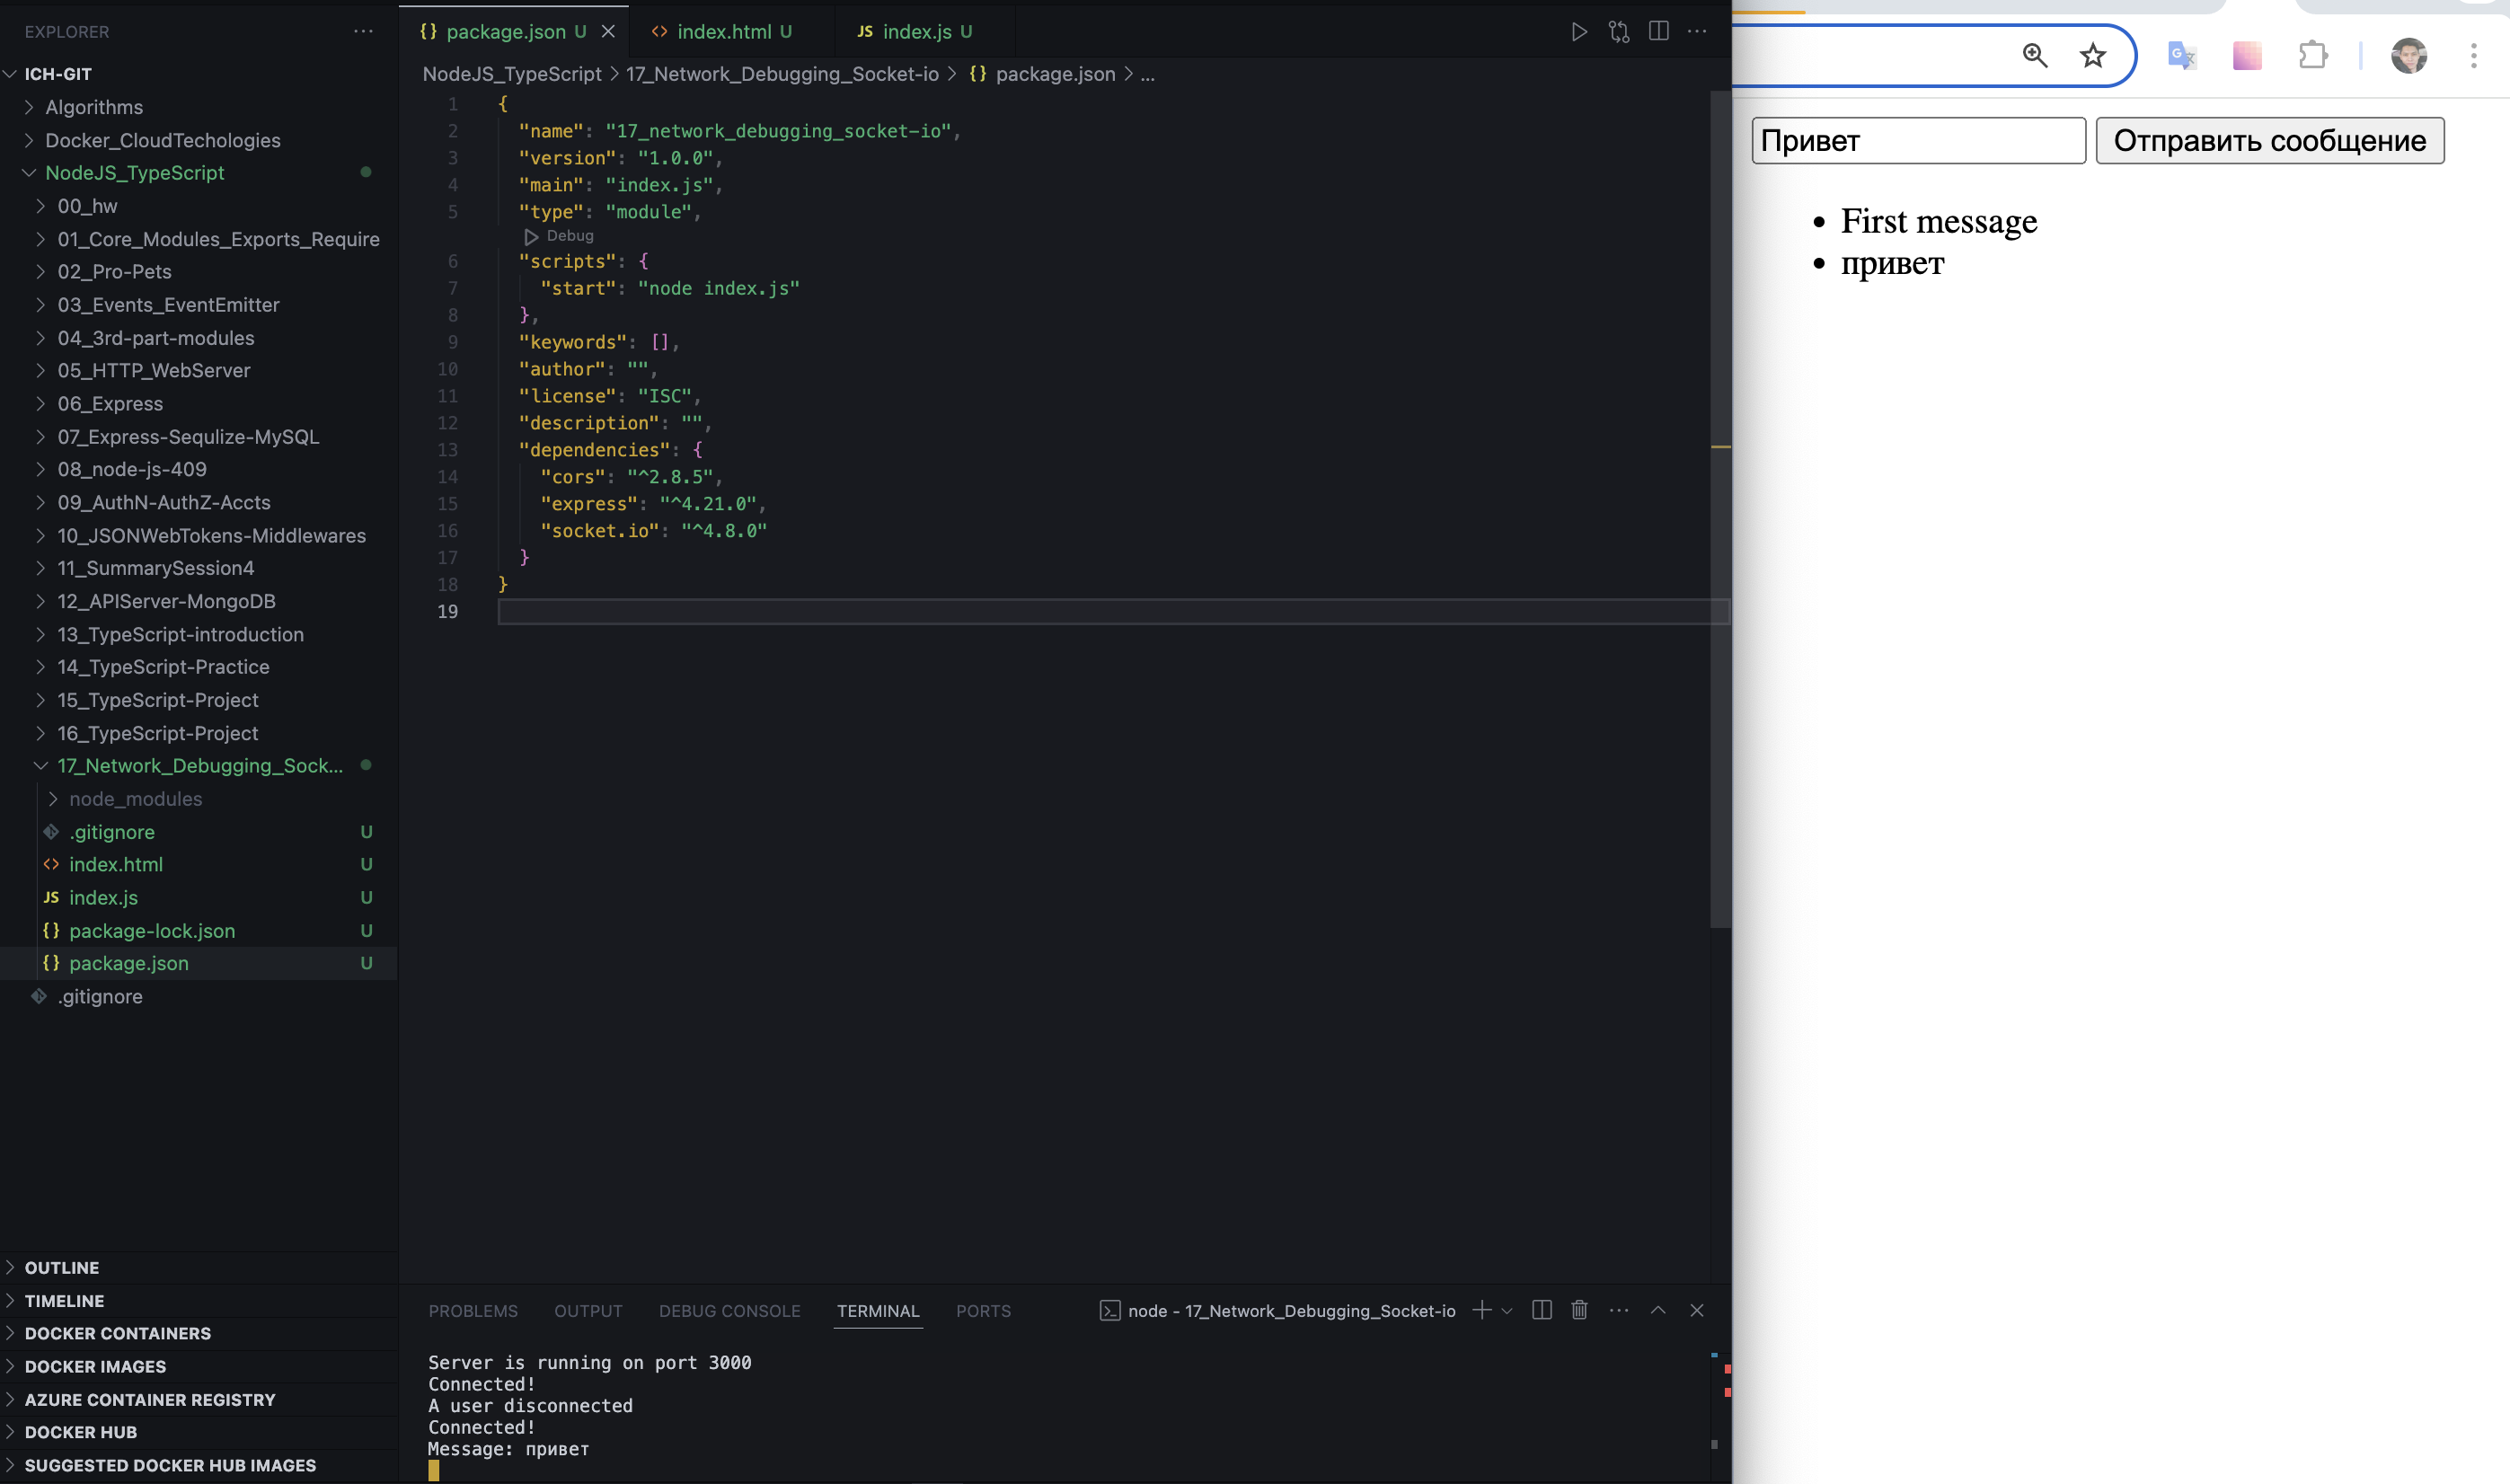 EXPLORER
ICH-GIT
Algorithms
Docker_CloudTechologies
NodeJS_TypeScript
00_hw
01_Core_Modules_Exports_Require
02_Pro-Pets
03_Events_EventEmitter
04_3rd-part-modules
05_HTTP_WebServer
06_Express
07_Express-Sequlize-MySQL
08_node-js-409
09_AuthN-AuthZ-Accts
10_JSONWebTokens-Middlewares
11_SummarySession4
12_APIServer-MongoDB
13_TypeScript-introduction
14_TypeScript-Practice
15_TypeScript-Project
16_TypeScript-Project
17_Network_Debugging_Sock...
node_modules
.gitignore U
index.html U
JS index.js U
{} package-lock.json U
{} package.json U
.gitignore
OUTLINE
TIMELINE
DOCKER CONTAINERS
DOCKER IMAGES
AZURE CONTAINER REGISTRY
DOCKER HUB
SUGGESTED DOCKER HUB IMAGES
{} package.json U
<> index.html U
JS index.js U
NodeJS_TypeScript > 17_Network_Debugging_Socket-io > {} package.json > ...
1 {
2 "name": "17_network_debugging_socket-io",
3 "version": "1.0.0",
4 "main": "index.js",
5 "type": "module",
Debug
6 "scripts": {
7 "start": "node index.js"
8 },
9 "keywords": [],
10 "author": "",
11 "license": "ISC",
12 "description": "",
13 "dependencies": {
14 "cors": "^2.8.5",
15 "express": "^4.21.0",
16 "socket.io": "^4.8.0"
17 }
18 }
19
PROBLEMS OUTPUT DEBUG CONSOLE TERMINAL PORTS
node - 17_Network_Debugging_Socket-io
Server is running on port 3000
Connected!
A user disconnected
Connected!
Message: привет
Привет
Отправить сообщение
• First message
• привет